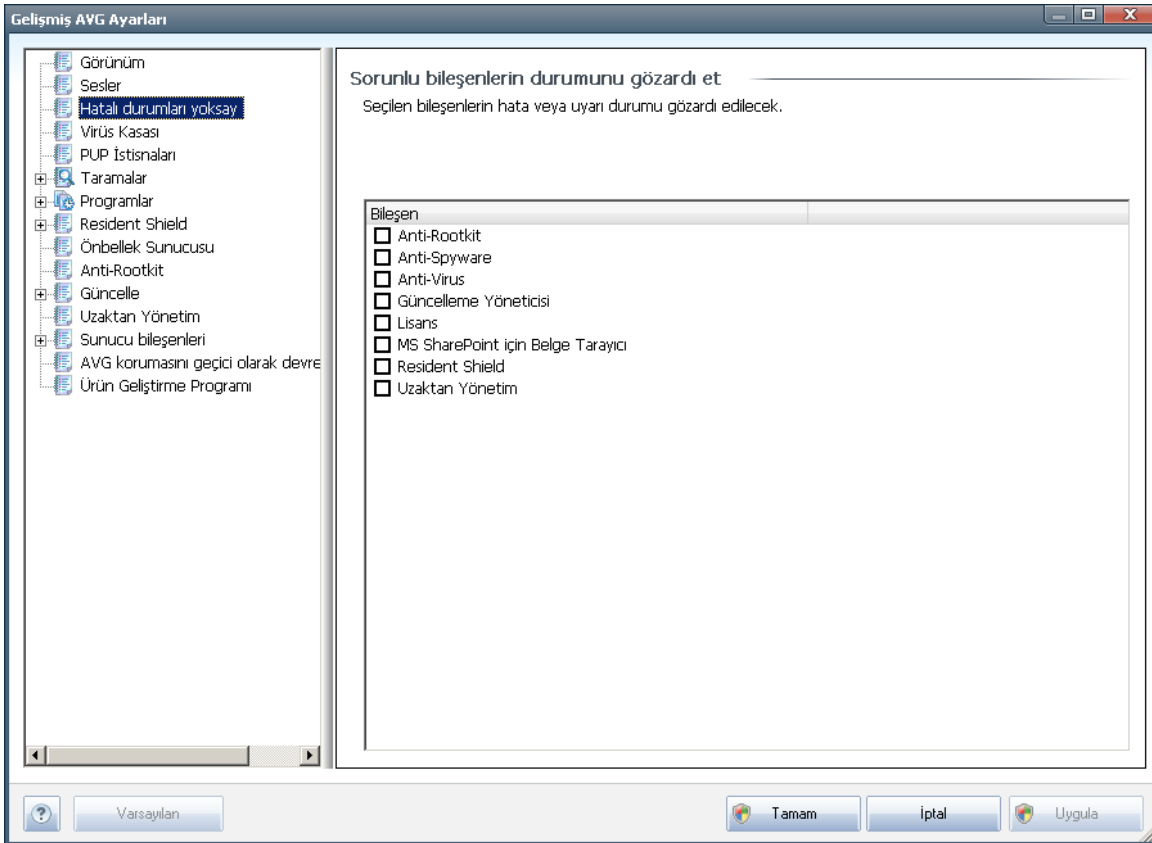 Gelişmiş AVG Ayarları
Görünüm
Sesler
Hatalı durumları yoksay
Virüs Kasası
PUP İstisnaları
Taramalar
Programlar
Resident Shield
Önbellek Sunucusu
Anti-Rootkit
Güncelle
Uzaktan Yönetim
Sunucu bileşenleri
AVG korumasını geçici olarak devre
Ürün Geliştirme Programı
Sorunlu bileşenlerin durumunu gözardı et
Seçilen bileşenlerin hata veya uyarı durumu gözardı edilecek.
Bileşen
Anti-Rootkit
Anti-Spyware
Anti-Virus
Güncelleme Yöneticisi
Lisans
MS SharePoint için Belge Tarayıcı
Resident Shield
Uzaktan Yönetim
? Varsayılan Tamam İptal Uygula